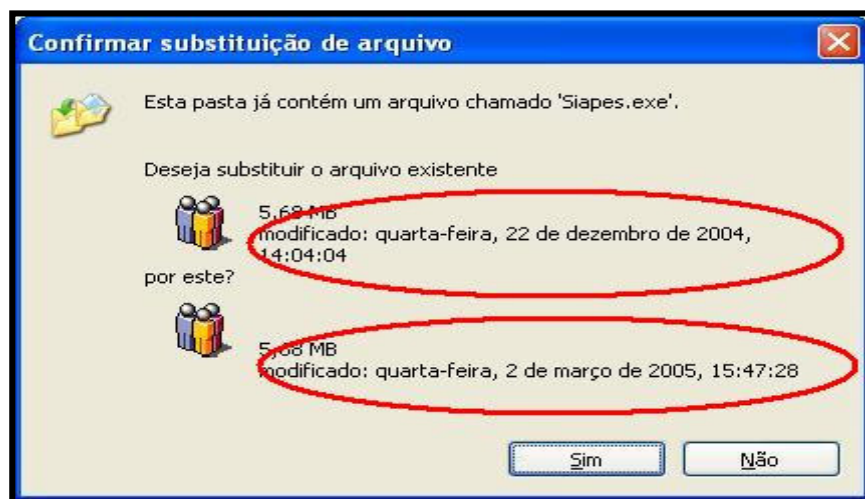 Confirmar substituição de arquivo
Esta pasta já contém um arquivo chamado 'Siapes.exe'.
Deseja substituir o arquivo existente
5,68 MB
modificado: quarta-feira, 22 de dezembro de 2004,
14:04:04
por este?
5,68 MB
modificado: quarta-feira, 2 de março de 2005, 15:47:28
Sim
Não